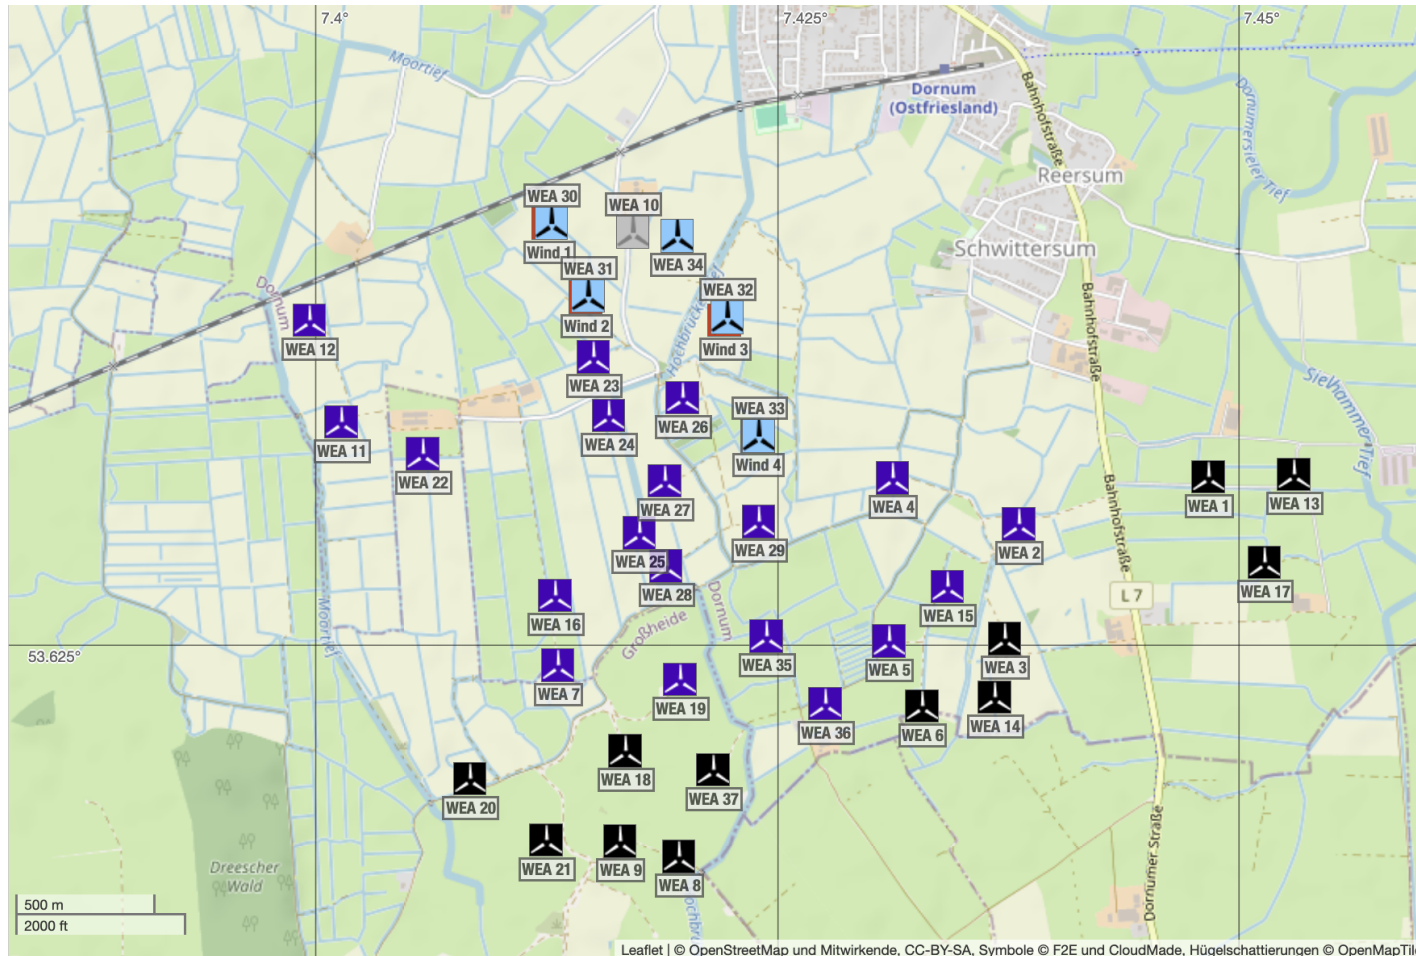 7.4°
7.425°
7.45°
Moortief
Dornum
(Ostfriesland)
Bahnhofstraße
Dornumersieler Tief
Reersum
Schwittersum
WEA 30
WEA 10
Wind 1
WEA 31
WEA 34
Dornum
WEA 32
Wind 2
Wind 3
Bahnhofstraße
WEA 12
WEA 23
Sielhammer Tief
WEA 26
WEA 33
WEA 11
WEA 24
Wind 4
WEA 22
WEA 27
WEA 4
Bahnhofstraße
WEA 1
WEA 13
WEA 25
WEA 29
WEA 2
WEA 28
WEA 17
Moortief
WEA 16
Großheide
Dornum
WEA 15
L 7
53.625°
WEA 35
WEA 5
WEA 3
WEA 7
WEA 19
WEA 36
WEA 6
WEA 14
WEA 18
WEA 20
WEA 37
Dreescher
Wald
WEA 21
WEA 9
WEA 8
Dornumer Straße
500 m
2000 ft
Leaflet | © OpenStreetMap und Mitwirkende, CC-BY-SA, Symbole © F2E und CloudMade, Hügelschattierungen © OpenMapTile